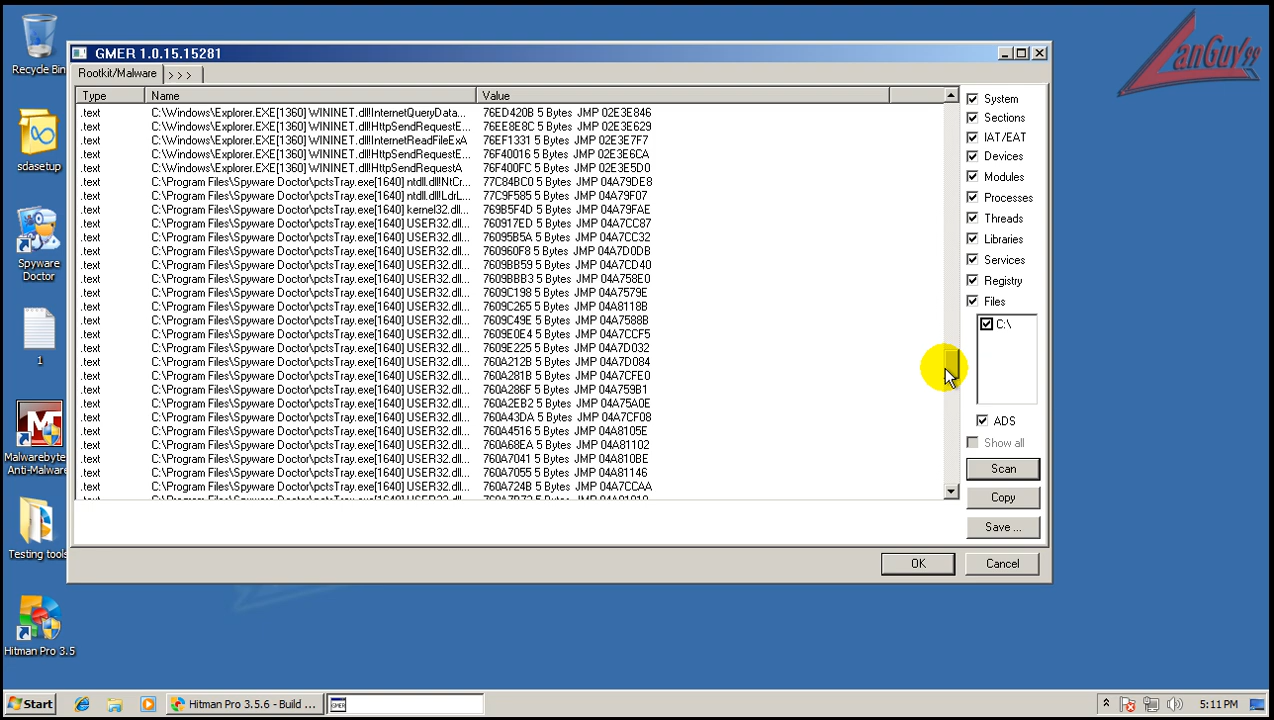 Recycle Bin
sdasetup
Spyware
Doctor
1
Malwareby
Anti-Malware
Testing tools
Hitman Pro 3.5
anGuy99
GMER 1.0.15.15281
Rootkit/Malware
>>>
Type Name Value
.text C:\Windows\Explorer.EXE[1360] WININET.dll!InternetQueryData... 76ED420B 5 Bytes JMP 02E3E846
.text C:\Windows\Explorer.EXE[1360] WININET.dll!HttpSendRequestE... 76EE8E8C 5 Bytes JMP 02E3E629
.text C:\Windows\Explorer.EXE[1360] WININET.dll!InternetReadFileExA 76EF1331 5 Bytes JMP 02E3E7F7
.text C:\Windows\Explorer.EXE[1360] WININET.dll!HttpSendRequestE... 76F40016 5 Bytes JMP 02E3E6CA
.text C:\Windows\Explorer.EXE[1360] WININET.dll!HttpSendRequestA 76F400FC 5 Bytes JMP 02E3E5D0
.text C:\Program Files\Spyware Doctor\pctsTray.exe[1640] ntdll.dll!NtCr... 77C84BC0 5 Bytes JMP 04A79DE8
.text C:\Program Files\Spyware Doctor\pctsTray.exe[1640] ntdll.dll!LdrL... 77C9F585 5 Bytes JMP 04A79F07
.text C:\Program Files\Spyware Doctor\pctsTray.exe[1640] kernel32.dll... 769B5F4D 5 Bytes JMP 04A79FAE
.text C:\Program Files\Spyware Doctor\pctsTray.exe[1640] USER32.dll... 760917ED 5 Bytes JMP 04A7CC87
.text C:\Program Files\Spyware Doctor\pctsTray.exe[1640] USER32.dll... 76095B5A 5 Bytes JMP 04A7CC32
.text C:\Program Files\Spyware Doctor\pctsTray.exe[1640] USER32.dll... 760960F8 5 Bytes JMP 04A7D0DB
.text C:\Program Files\Spyware Doctor\pctsTray.exe[1640] USER32.dll... 7609BB59 5 Bytes JMP 04A7CD40
.text C:\Program Files\Spyware Doctor\pctsTray.exe[1640] USER32.dll... 7609BBB3 5 Bytes JMP 04A758E0
.text C:\Program Files\Spyware Doctor\pctsTray.exe[1640] USER32.dll... 7609C198 5 Bytes JMP 04A7579E
.text C:\Program Files\Spyware Doctor\pctsTray.exe[1640] USER32.dll... 7609C265 5 Bytes JMP 04A8118B
.text C:\Program Files\Spyware Doctor\pctsTray.exe[1640] USER32.dll... 7609C49E 5 Bytes JMP 04A7588B
.text C:\Program Files\Spyware Doctor\pctsTray.exe[1640] USER32.dll... 7609E0E4 5 Bytes JMP 04A7CCF5
.text C:\Program Files\Spyware Doctor\pctsTray.exe[1640] USER32.dll... 7609E225 5 Bytes JMP 04A7D032
.text C:\Program Files\Spyware Doctor\pctsTray.exe[1640] USER32.dll... 760A212B 5 Bytes JMP 04A7D084
.text C:\Program Files\Spyware Doctor\pctsTray.exe[1640] USER32.dll... 760A281B 5 Bytes JMP 04A7CFE0
.text C:\Program Files\Spyware Doctor\pctsTray.exe[1640] USER32.dll... 760A286F 5 Bytes JMP 04A759B1
.text C:\Program Files\Spyware Doctor\pctsTray.exe[1640] USER32.dll... 760A2EB2 5 Bytes JMP 04A75A0E
.text C:\Program Files\Spyware Doctor\pctsTray.exe[1640] USER32.dll... 760A43DA 5 Bytes JMP 04A7CF08
.text C:\Program Files\Spyware Doctor\pctsTray.exe[1640] USER32.dll... 760A4516 5 Bytes JMP 04A8105E
.text C:\Program Files\Spyware Doctor\pctsTray.exe[1640] USER32.dll... 760A68EA 5 Bytes JMP 04A81102
.text C:\Program Files\Spyware Doctor\pctsTray.exe[1640] USER32.dll... 760A7041 5 Bytes JMP 04A810BE
.text C:\Program Files\Spyware Doctor\pctsTray.exe[1640] USER32.dll... 760A7055 5 Bytes JMP 04A81146
.text C:\Program Files\Spyware Doctor\pctsTray.exe[1640] USER32.dll... 760A724B 5 Bytes JMP 04A7CCAA
System
Sections
IAT/EAT
Devices
Modules
Processes
Threads
Libraries
Services
Registry
Files
C:\
ADS
Show all
Scan
Copy
Save ...
OK Cancel
Start Hitman Pro 3.5.6 - Build ... GMER 5:11 PM